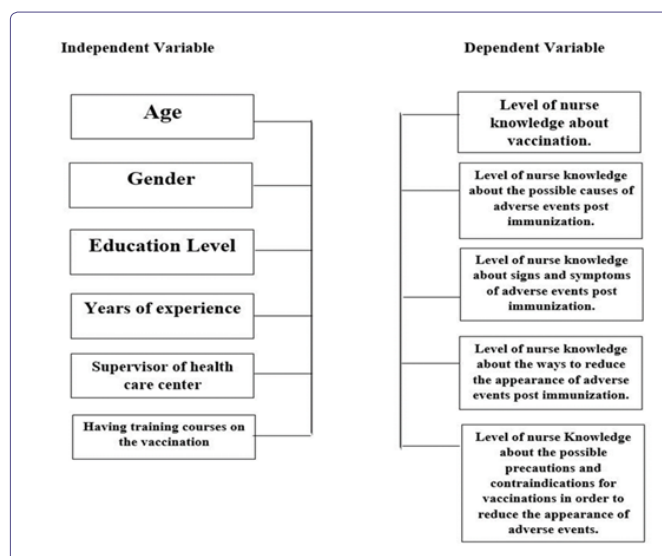 Independent Variable
Age
Gender
Education Level
Years of experience
Supervisor of health
care center
Having training courses on
the vaccination
Dependent Variable
Level of nurse
knowledge about
vaccination.
Level of nurse knowledge
about the possible causes of
adverse events post
immunization.
Level of nurse knowledge
about signs and symptoms
of adverse events post
immunization.
Level of nurse knowledge
about the ways to reduce
the appearance of adverse
events post immunization.
Level of nurse Knowledge
about the possible
precautions and
contraindications for
vaccinations in order to
reduce the appearance of
adverse events.